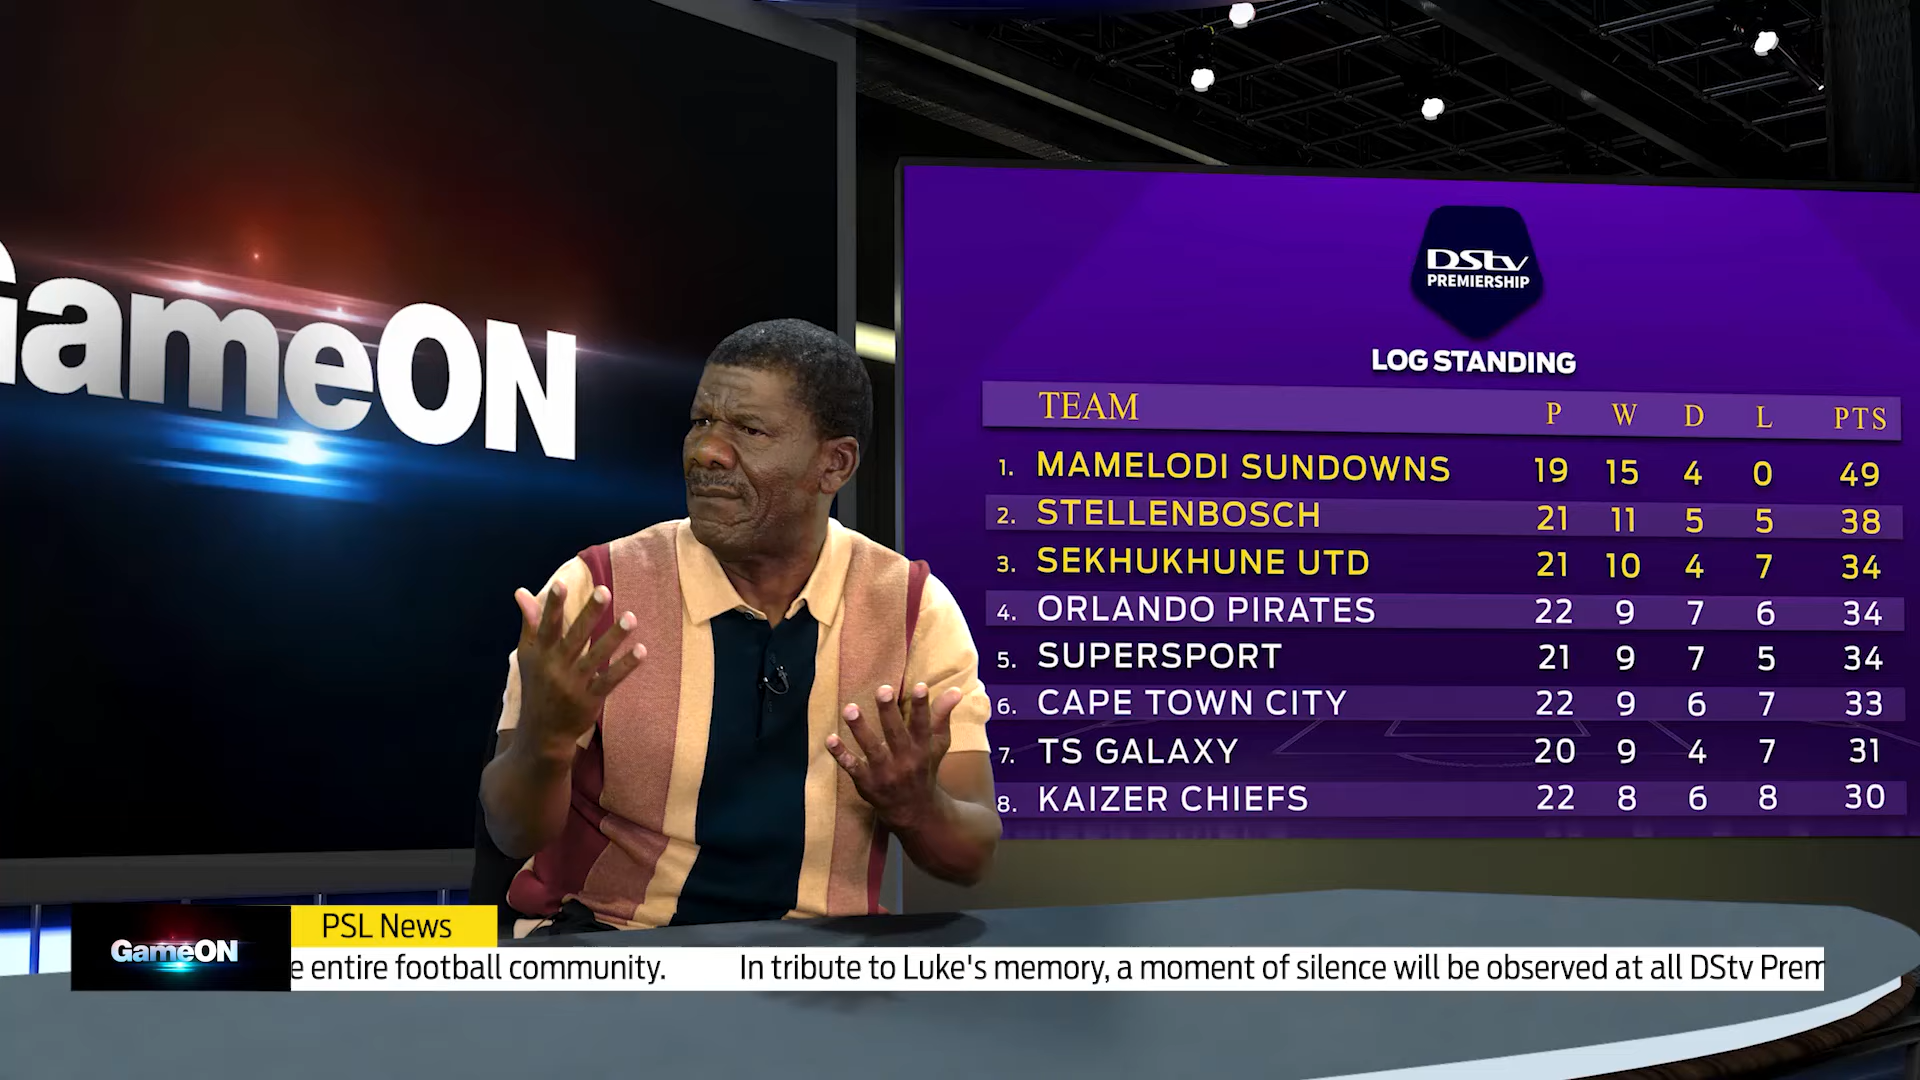 GameON
DStv
PREMIERSHIP
LOG STANDING
TEAM P W D L PTS
1. MAMELODI SUNDOWNS 19 15 4 0 49
2. STELLENBOSCH 21 11 5 5 38
3. SEKHUKHUNE UTD 21 10 4 7 34
4. ORLANDO PIRATES 22 9 7 6 34
5. SUPERSPORT 21 9 7 5 34
6. CAPE TOWN CITY 22 9 6 7 33
7. TS GALAXY 20 9 4 7 31
8. KAIZER CHIEFS 22 8 6 8 30
PSL News
GameON
e entire football community. In tribute to Luke's memory, a moment of silence will be observed at all DStv Prem